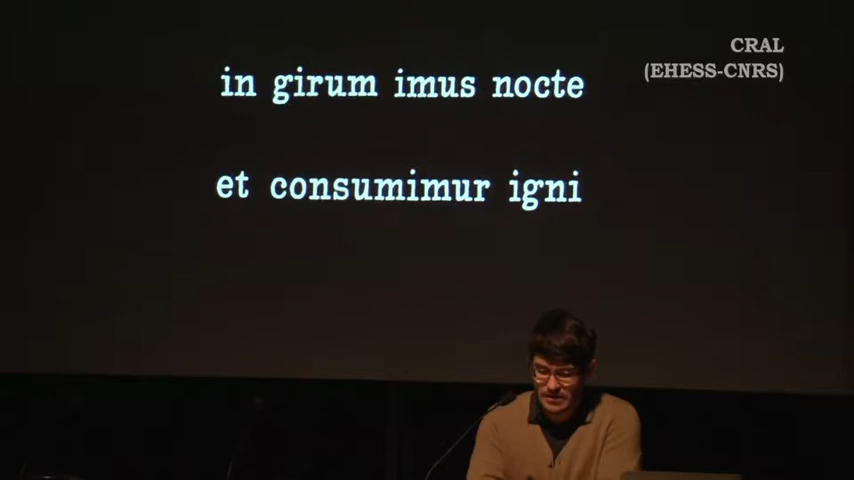 CRAL
(EHESS-CNRS)
in girum imus nocte
et consumimur igni